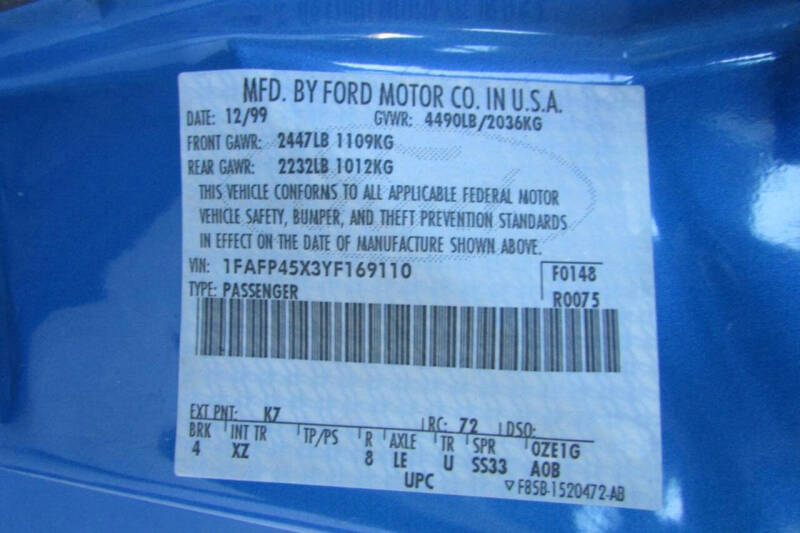 MFD. BY FORD MOTOR CO. IN U.S.A.
DATE: 12/99 GVWR: 4490LB/2036KG
FRONT GAWR: 2447LB 1109KG
REAR GAWR: 2232LB 1012KG
THIS VEHICLE CONFORMS TO ALL APPLICABLE FEDERAL MOTOR
VEHICLE SAFETY, BUMPER, AND THEFT PREVENTION STANDARDS
IN EFFECT ON THE DATE OF MANUFACTURE SHOWN ABOVE.
VIN: 1FAFP45X3YF169110 F0148
TYPE: PASSENGER R0075
EXT PNT: K7 RC: 72 DSO:
BRK INT TR TP/PS R AXLE TR SPR OZE1G
4 XZ 8 LE U SS33 A0B
UPC ▽F85B-1520472-AB